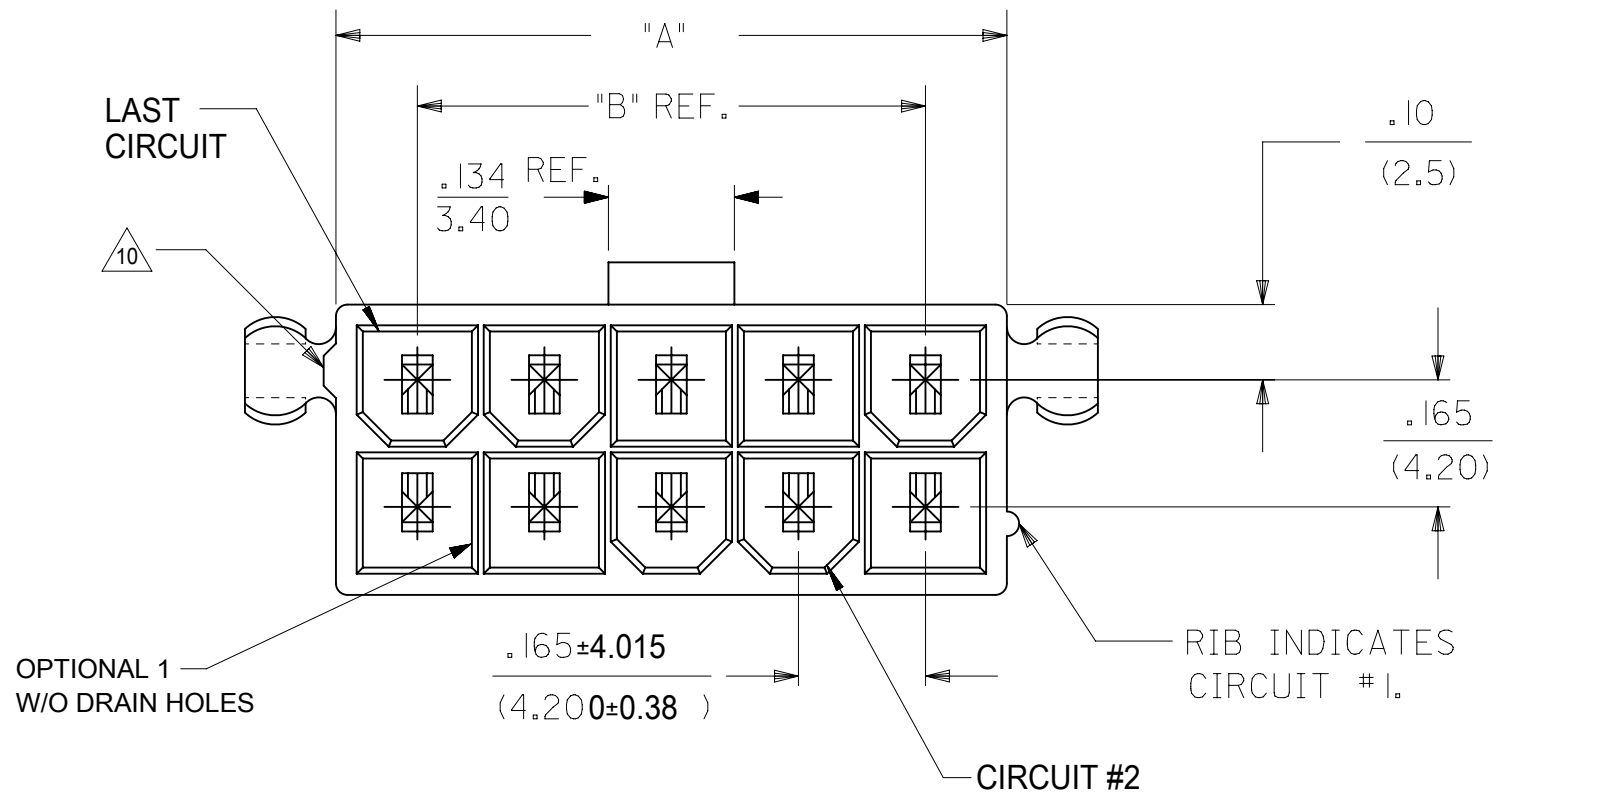 "A"
"B" REF.
LAST
CIRCUIT
.10
(2.5)
.134 REF.
3.40
10
.165
(4.20)
.165±4.015
(4.200±0.38 )
RIB INDICATES
CIRCUIT #1.
OPTIONAL 1
W/O DRAIN HOLES
CIRCUIT #2